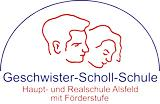 Geschwister-Scholl-Schule
Haupt- und Realschule Alsfeld
mit Förderstufe